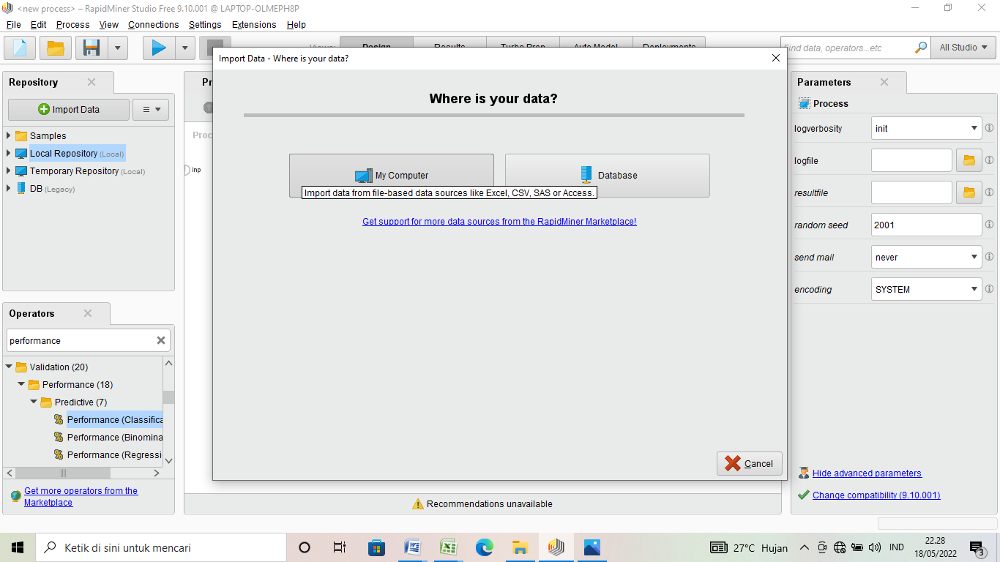 <new process> – RapidMiner Studio Free 9.10.001 @ LAPTOP-OLMEPH8P
File Edit Process View Connections Settings Extensions Help
Views: Design Results Turbo Prep Auto Model Deployments
Find data, operators...etc
All Studio
Import Data - Where is your data?
Repository
Import Data
Samples
Local Repository (Local)
Temporary Repository (Local)
DB (Legacy)
Operators
performance
Validation (20)
Performance (18)
Predictive (7)
Performance (Classifica
Performance (Binomina
Performance (Regressi
Get more operators from the
Marketplace
Pr
Proc
inp
Where is your data?
My Computer
Database
Import data from file-based data sources like Excel, CSV, SAS or Access.
Get support for more data sources from the RapidMiner Marketplace!
Cancel
Recommendations unavailable
Parameters
Process
logverbosity init
logfile
resultfile
random seed 2001
send mail never
encoding SYSTEM
Hide advanced parameters
Change compatibility (9.10.001)
Ketik di sini untuk mencari
27°C Hujan
IND
22.28
18/05/2022
3